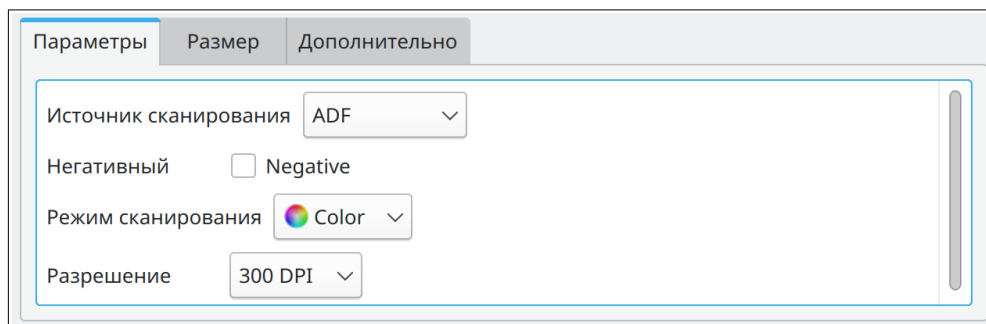 Параметры Размер Дополнительно
Источник сканирования ADF
Негативный Negative
Режим сканирования Color
Разрешение 300 DPI